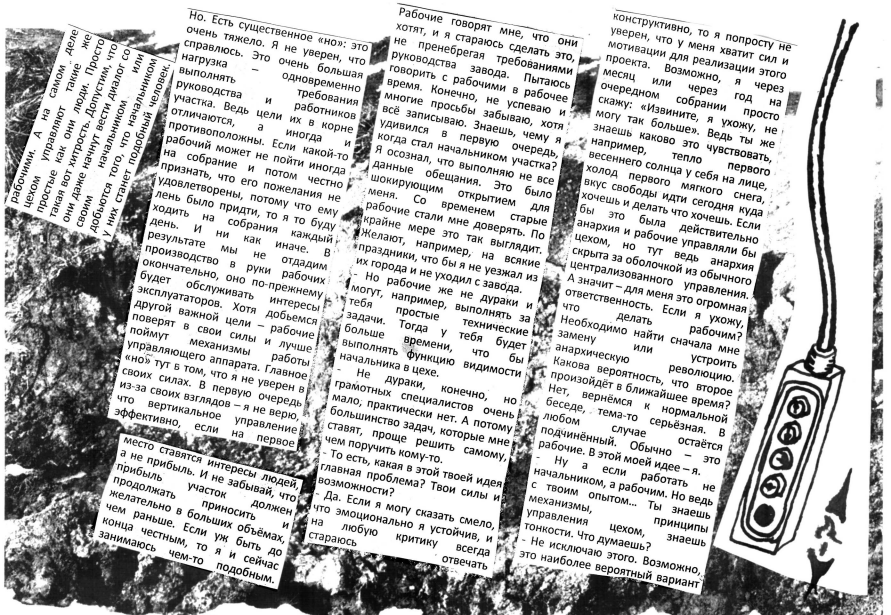 рабочими. А на самом деле
цехом управляют такие же
простые как они люди. Просто
такая вот хитрость. Допустим, что
они даже начнут вести диалог со
своим начальником или
добьются того, что начальником
у них станет подобный человек.
Но. Есть существенное «но»: это
очень тяжело. Я не уверен, что
справлюсь. Это очень большая
нагрузка – одновременно
выполнять требования
руководства и работников
участка. Ведь цели их в корне
отличаются, а иногда и
противоположны. Если какой-то
рабочий может не пойти иногда
на собрание и потом честно
признать, что его пожелания не
удовлетворены, потому что ему
лень было придти, то я то буду
ходить на собрания каждый
день. И ни как иначе. В
результате мы не отдадим
производство в руки рабочих
окончательно, оно по-прежнему
будет обслуживать интересы
эксплуататоров. Хотя добьемся
другой важной цели – рабочие
поверят в свои силы и лучше
поймут механизмы работы
управляющего аппарата. Главное
«но» тут в том, что я не уверен в
своих силах. В первую очередь
из-за своих взглядов – я не верю,
что вертикальное управление
эффективно, если на первое
место ставятся интересы людей,
а не прибыль. И не забывай, что
прибыль участок должен
продолжать приносить и
желательно в больших объёмах,
чем раньше. Если уж быть до
конца честным, то я и сейчас
занимаюсь чем-то подобным.
Рабочие говорят мне, что они
хотят, и я стараюсь сделать это,
не пренебрегая требованиями
руководства завода. Пытаюсь
говорить с рабочими в рабочее
время. Конечно, не успеваю и
многие просьбы забываю, хотя
всё записываю. Знаешь, чему я
удивился в первую очередь,
когда стал начальником участка?
Я осознал, что выполняю не все
данные обещания. Это было
шокирующим открытием для
меня. Со временем старые
рабочие стали мне доверять. По
крайне мере это так выглядит.
Желают, например, на всякие
праздники, что бы я не уезжал из
их города и не уходил с завода.
- Но рабочие же не дураки и
могут, например, выполнять за
тебя простые технические
задачи. Тогда у тебя будет
больше времени, что бы
выполнять функцию видимости
начальника в цехе.
- Не дураки, конечно, но
грамотных специалистов очень
мало, практически нет. А потому
большинство задач, которые мне
ставят, проще решить самому,
чем поручить кому-то.
- То есть, какая в этой твоей идея
главная проблема? Твои силы и
возможности?
- Да. Если я могу сказать смело,
что эмоционально я устойчив, и
на любую критику всегда
стараюсь отвечать
конструктивно, то я попросту не
уверен, что у меня хватит сил и
мотивации для реализации этого
проекта. Возможно, я через
месяц или через год на
очередном собрании просто
скажу: «Извините, я ухожу, не
могу так больше». Ведь ты же
знаешь каково это чувствовать,
например, тепло первого
весеннего солнца у себя на лице,
холод первого мягкого снега,
вкус свободы идти сегодня куда
хочешь и делать что хочешь. Если
бы это была действительно
анархия и рабочие управляли бы
цехом, но тут ведь анархия
скрыта за оболочкой из обычного
централизованного управления.
А значит – для меня это огромная
ответственность. Если я ухожу,
что делать рабочим?
Необходимо найти сначала мне
замену или устроить
анархическую революцию.
Какова вероятность, что второе
произойдёт в ближайшее время?
Нет, вернёмся к нормальной
беседе, тема-то серьёзная. В
любом случае остаётся
подчинённый. Обычно – это
рабочие. В этой моей идее – я.
- Ну а если работать не
начальником, а рабочим. Но ведь
с твоим опытом... Ты знаешь
механизмы, принципы
управления цехом, знаешь
тонкости. Что думаешь?
- Не исключаю этого. Возможно,
это наиболее вероятный вариант